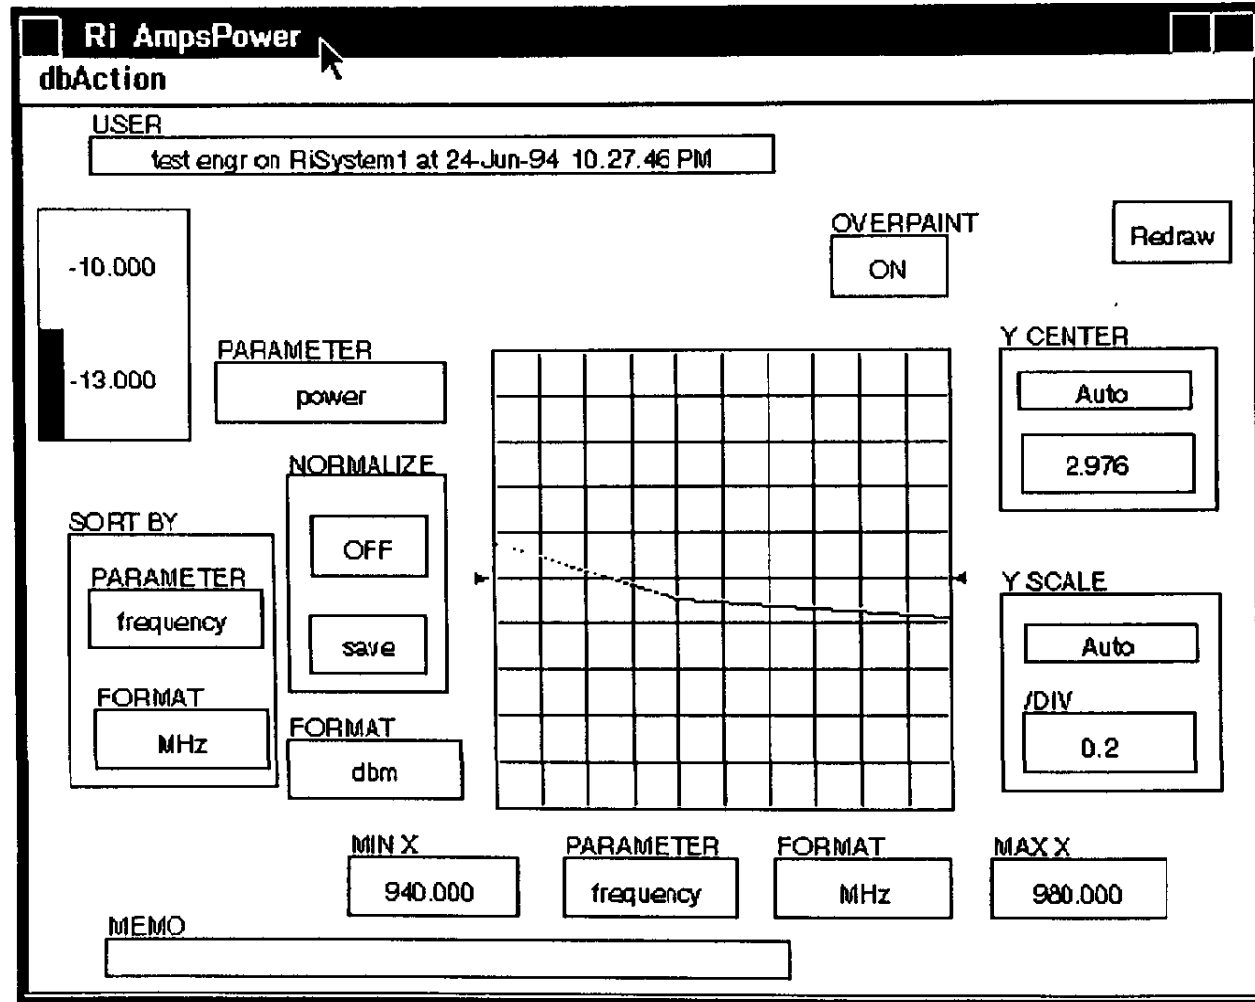 Ri AmpsPower
dbAction
USER
test engr on RiSystem1 at 24-Jun-94 10.27.46 PM
OVERPAINT
ON
Redraw
-10.000
-13.000
PARAMETER
power
Y CENTER
Auto
2.976
NORMALIZE
OFF
save
SORT BY
PARAMETER
frequency
FORMAT
MHz
FORMAT
dbm
Y SCALE
Auto
/DIV
0.2
MIN X
940.000
PARAMETER
frequency
FORMAT
MHz
MAX X
980.000
MEMO